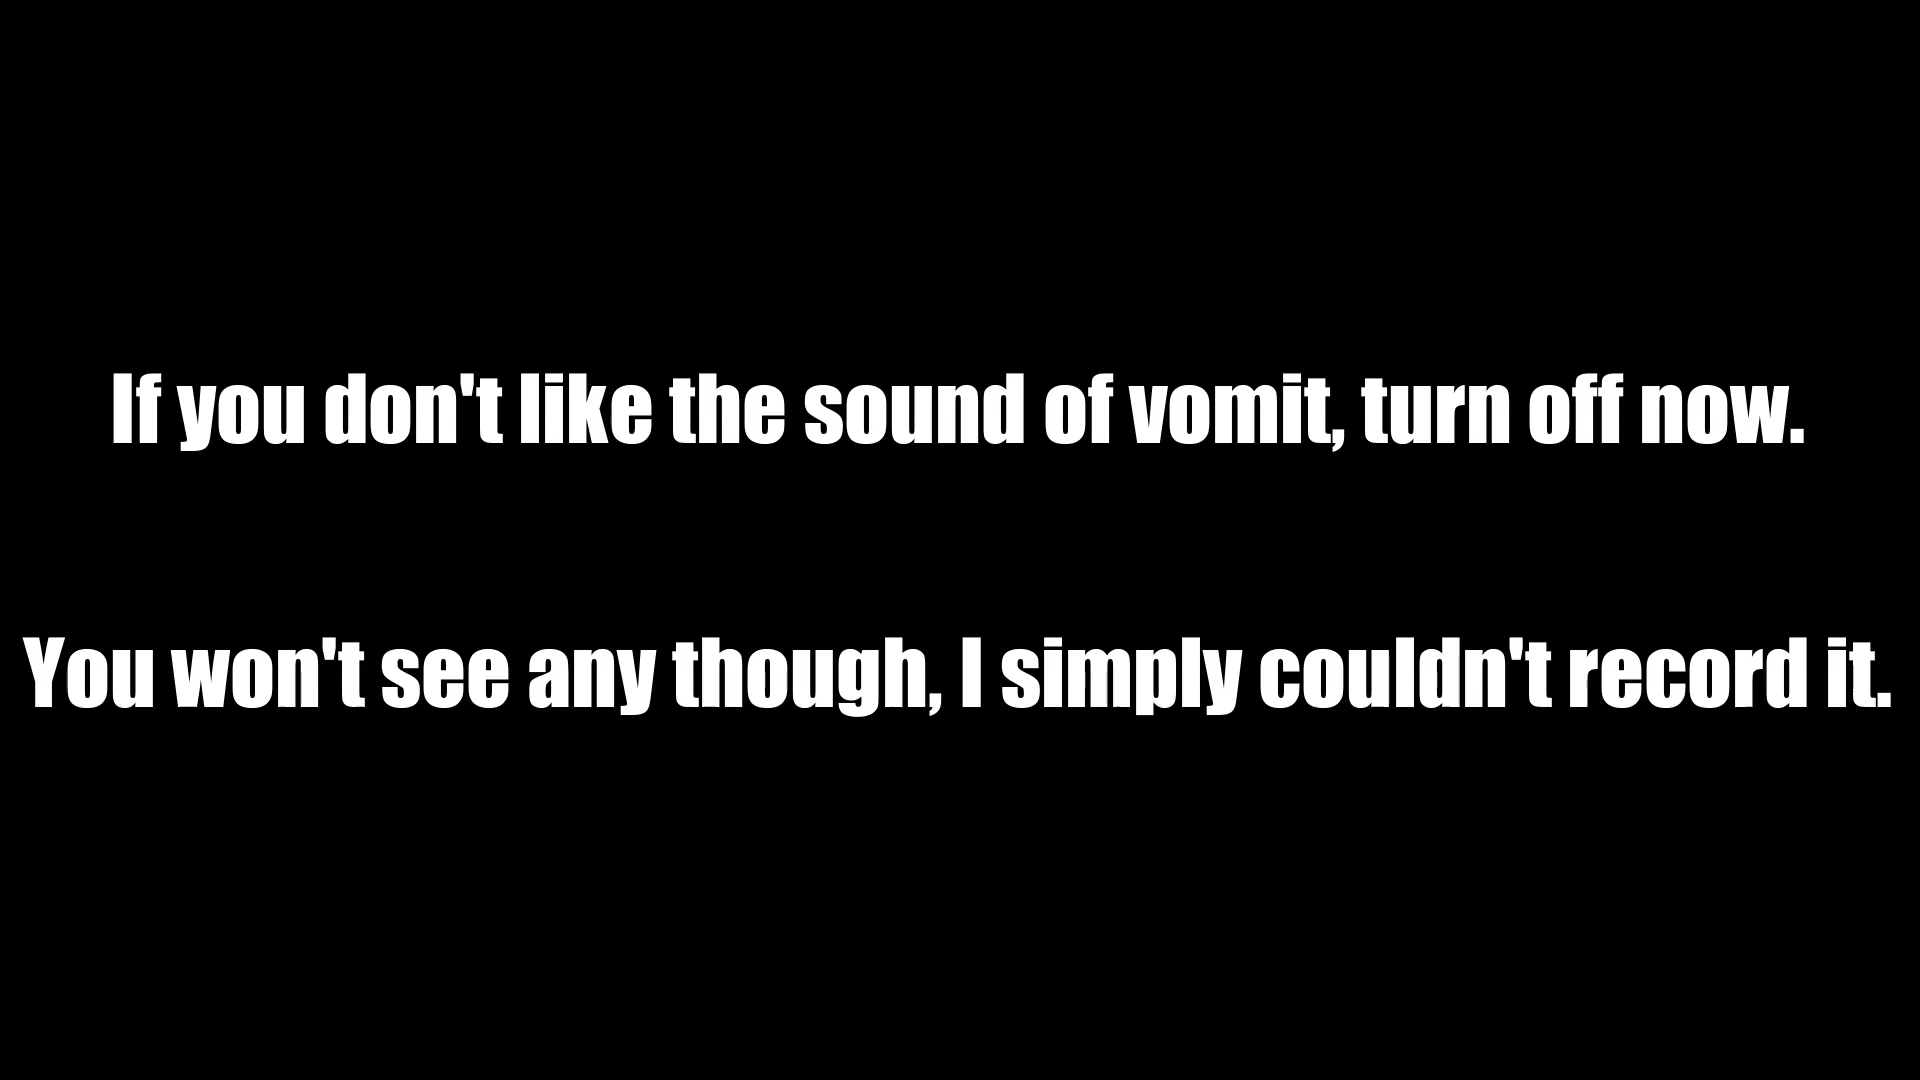 If you don't like the sound of vomit, turn off now.
You won't see any though, I simply couldn't record it.